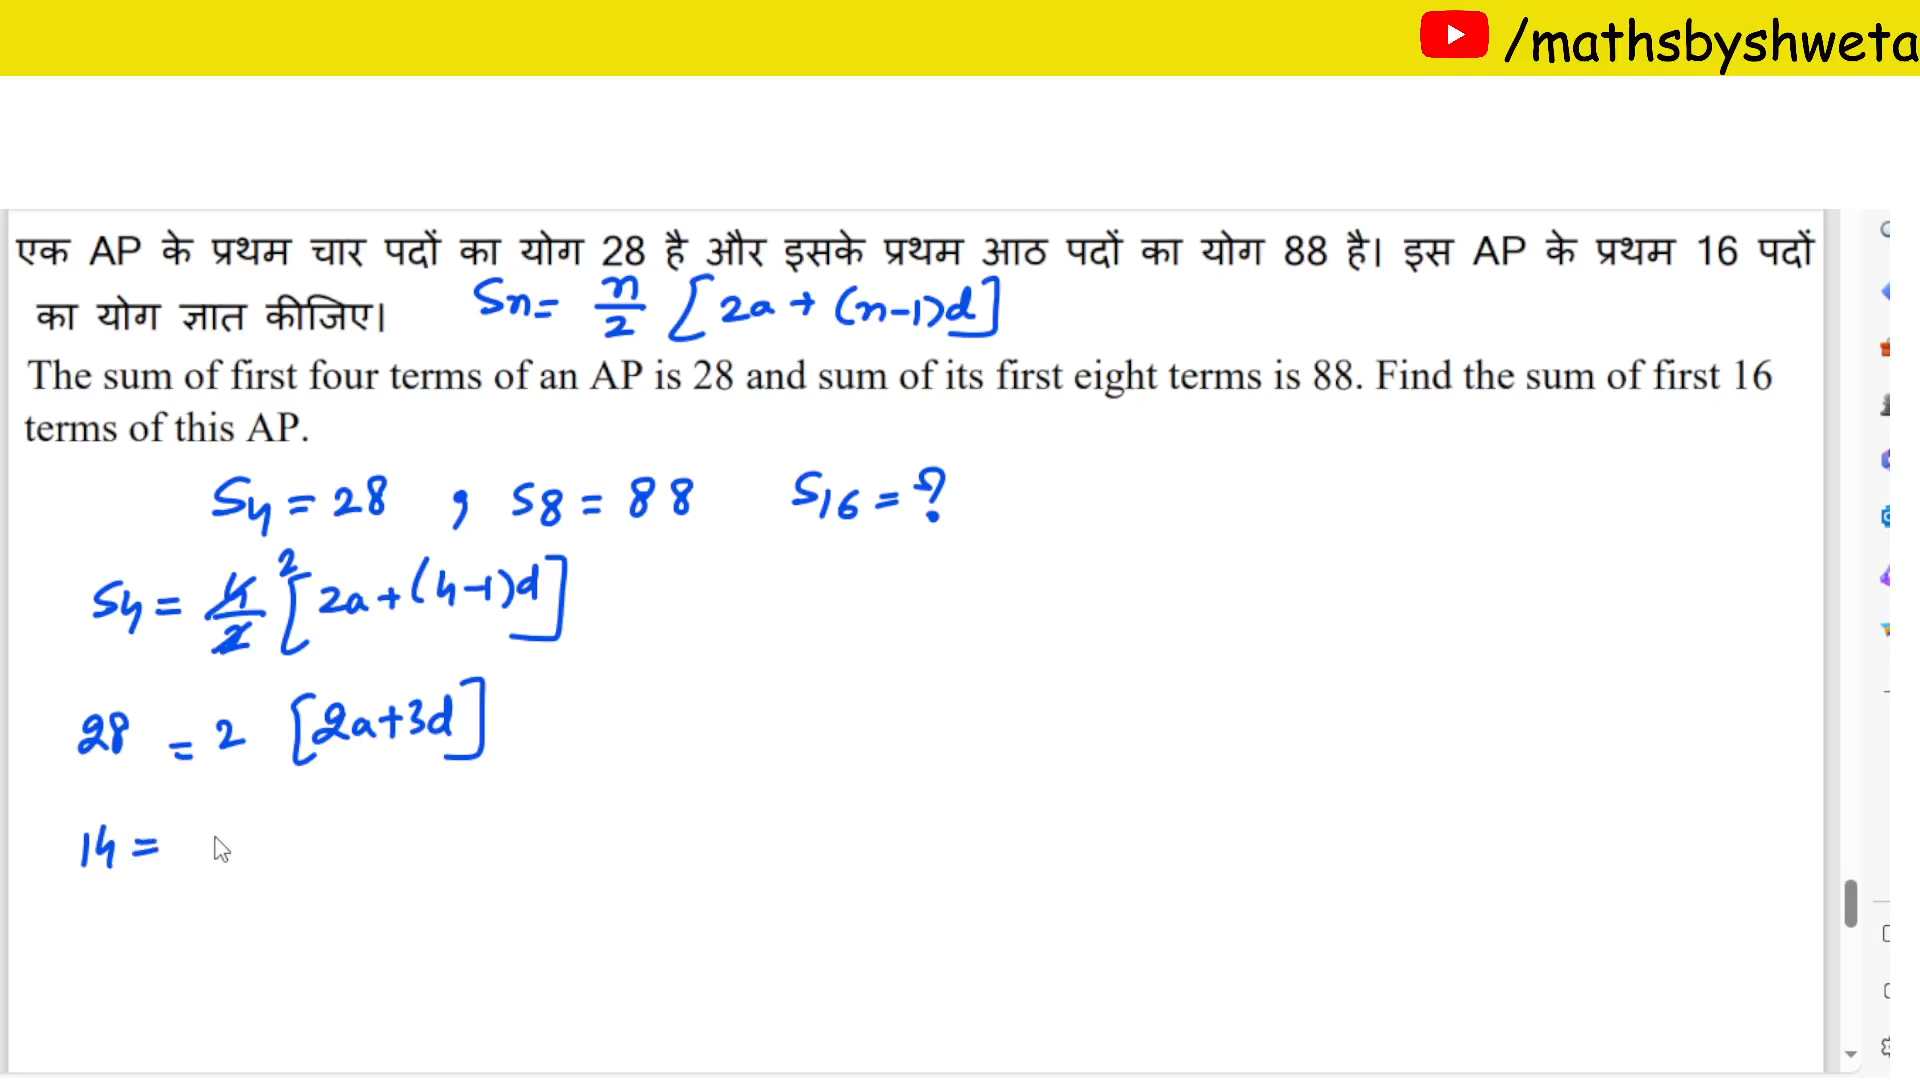 /mathsbyshweta
एक AP के प्रथम चार पदों का योग 28 है और इसके प्रथम आठ पदों का योग 88 है। इस AP के प्रथम 16 पदों
का योग ज्ञात कीजिए।
Sn = n/2 [2a + (n-1)d]
The sum of first four terms of an AP is 28 and sum of its first eight terms is 88. Find the sum of first 16
terms of this AP.
S4 = 28 , S8 = 88 S16 = ?
S4 = 4/2 2 [2a + (4-1)d]
28 = 2 [2a+3d]
14 =